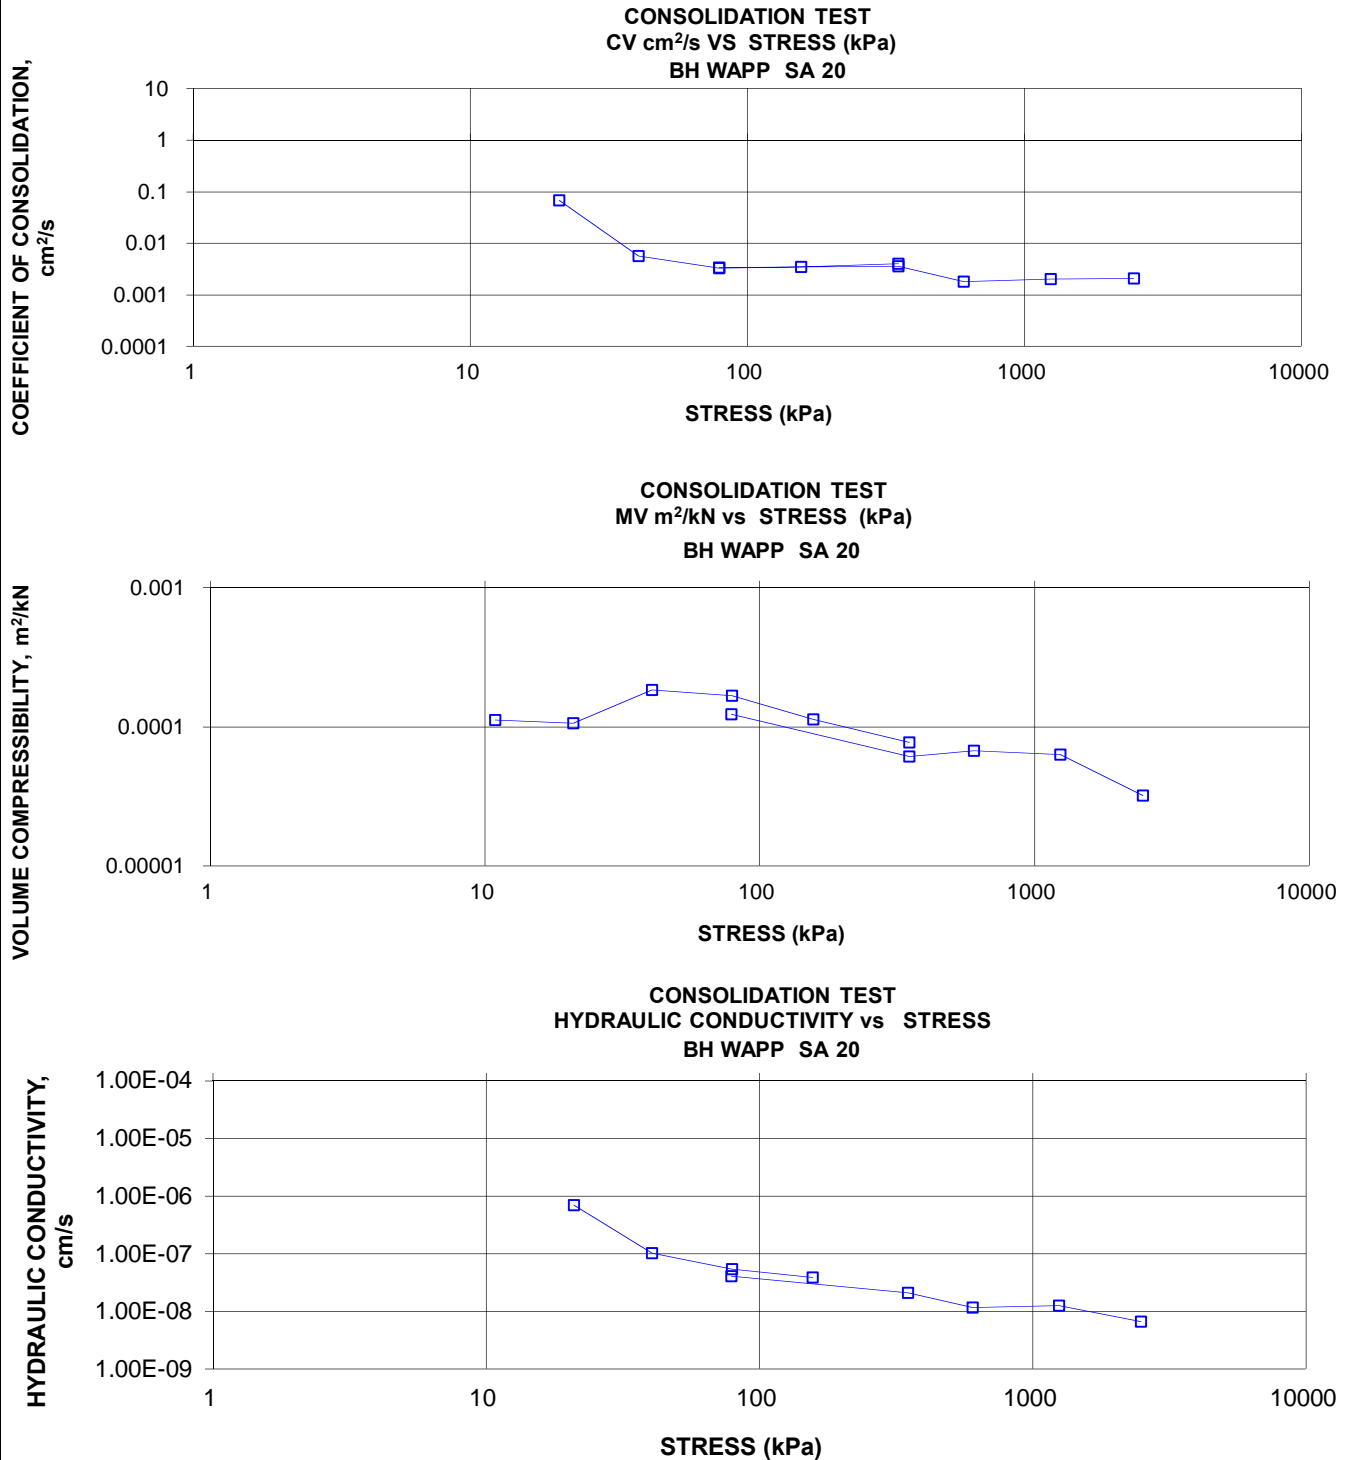 CONSOLIDATION TEST
CV cm²/s VS STRESS (kPa)
BH WAPP SA 20
COEFFICIENT OF CONSOLIDATION,
cm²/s
10
1
0.1
0.01
0.001
0.0001
1 10 100 1000 10000
STRESS (kPa)
CONSOLIDATION TEST
MV m²/kN vs STRESS (kPa)
BH WAPP SA 20
VOLUME COMPRESSIBILITY, m²/kN
0.001
0.0001
0.00001
1 10 100 1000 10000
STRESS (kPa)
CONSOLIDATION TEST
HYDRAULIC CONDUCTIVITY vs STRESS
BH WAPP SA 20
HYDRAULIC CONDUCTIVITY,
cm/s
1.00E-04
1.00E-05
1.00E-06
1.00E-07
1.00E-08
1.00E-09
1 10 100 1000 10000
STRESS (kPa)